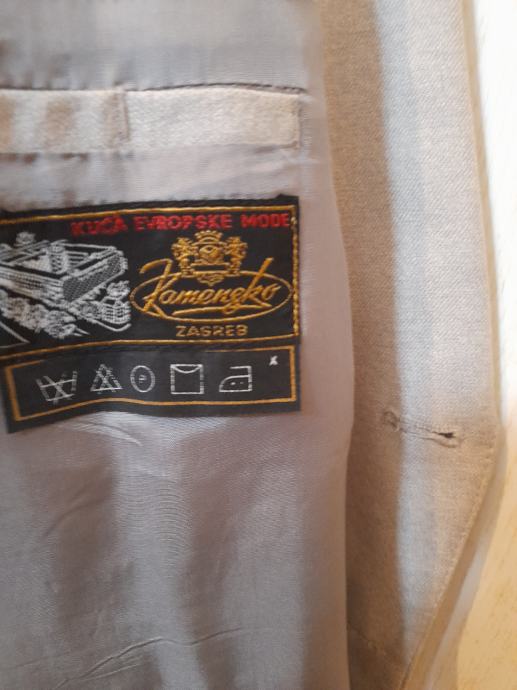 KUĆA EVROPSKE MODE
Kamensko
ZAGREB